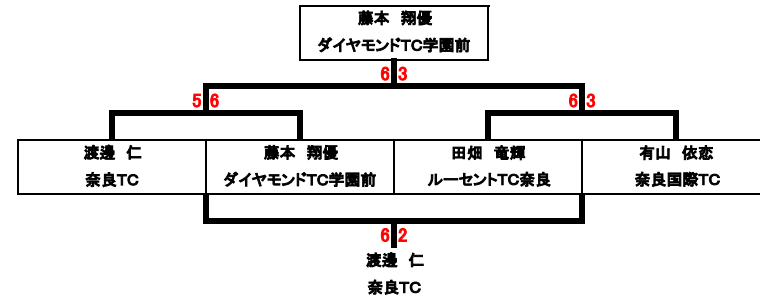 藤本　翔優
ダイヤモンドTC学園前
6 3
5 6 6 3
渡邊　仁 藤本　翔優 田畑　竜輝 有山　依恋
奈良TC ダイヤモンドTC学園前 ルーセントTC奈良 奈良国際TC
6 2
渡邊　仁
奈良TC